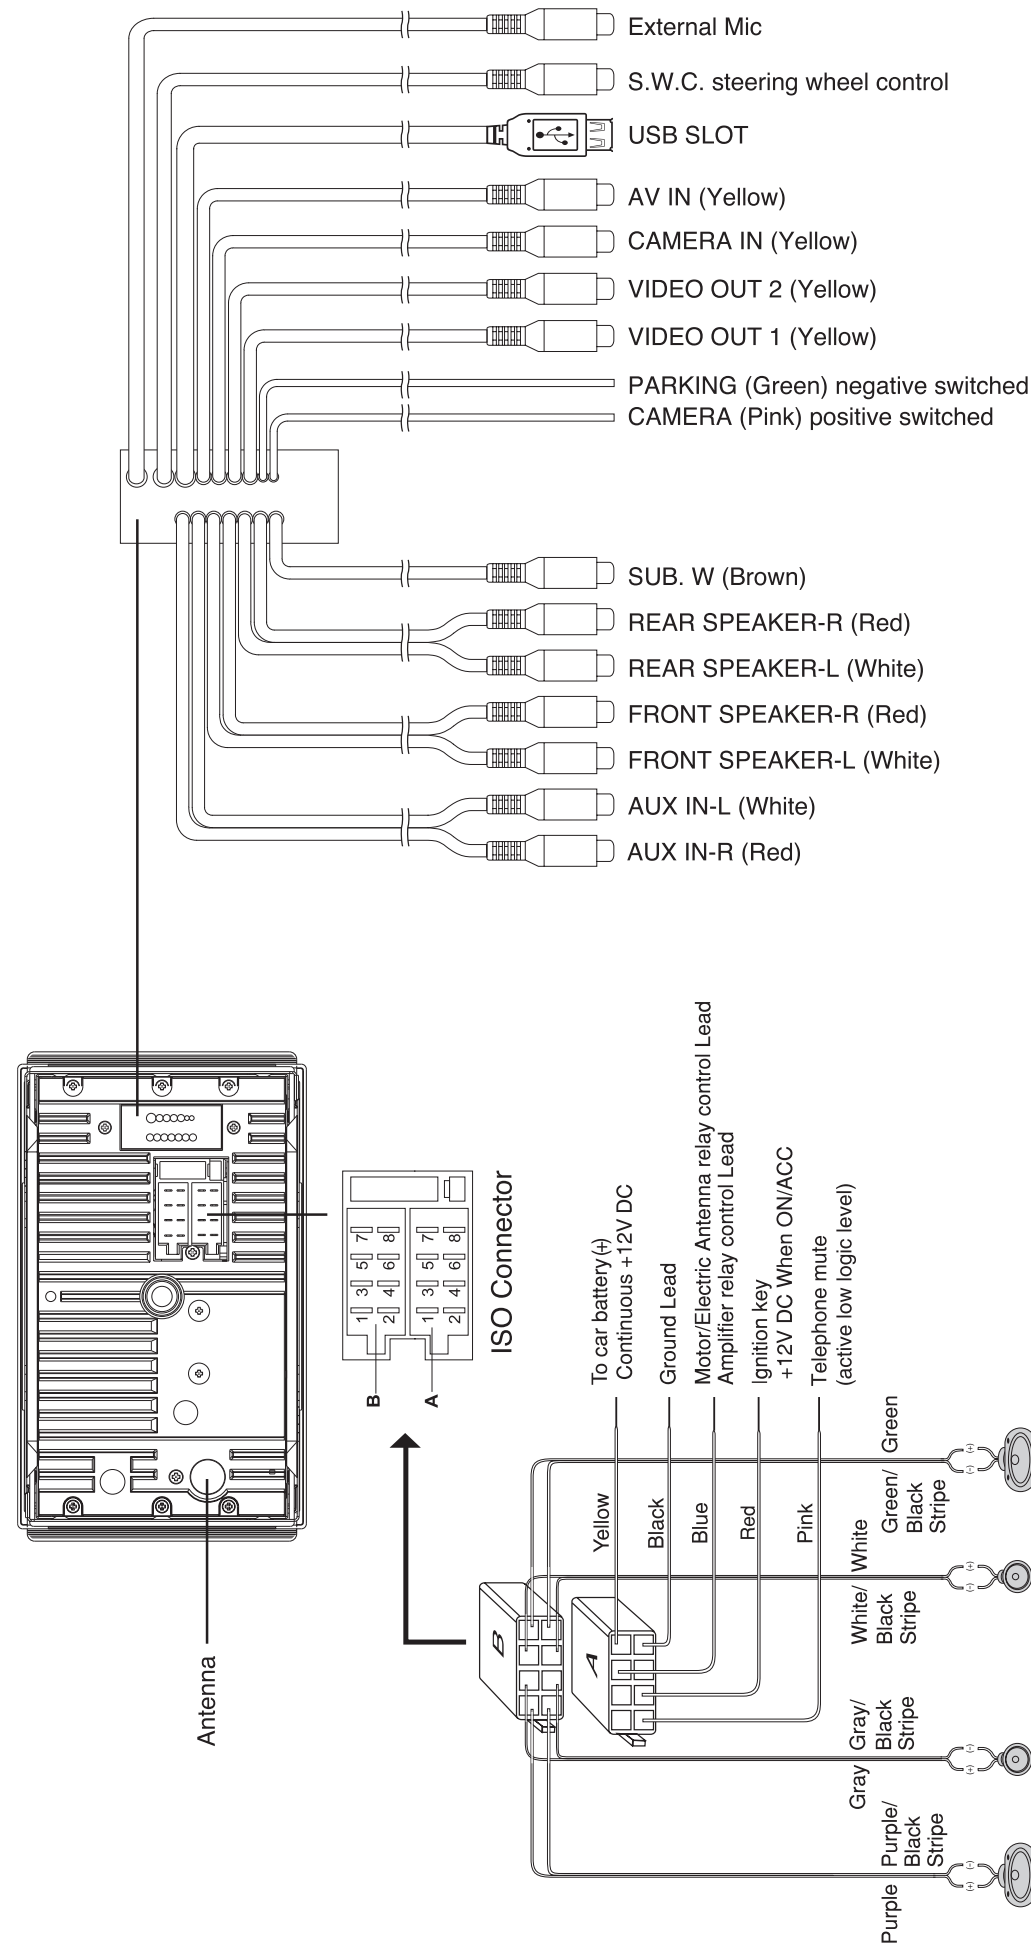 External Mic
S.W.C. steering wheel control
USB SLOT
AV IN (Yellow)
CAMERA IN (Yellow)
VIDEO OUT 2 (Yellow)
VIDEO OUT 1 (Yellow)
PARKING (Green) negative switched
CAMERA (Pink) positive switched
SUB. W (Brown)
REAR SPEAKER-R (Red)
REAR SPEAKER-L (White)
FRONT SPEAKER-R (Red)
FRONT SPEAKER-L (White)
AUX IN-L (White)
AUX IN-R (Red)
Antenna
ISO Connector
1 3 5 7
2 4 6 8
1 3 5 7
2 4 6 8
B
A
To car battery(+)
Continuous +12V DC
Ground Lead
Motor/Electric Antenna relay control Lead
Amplifier relay control Lead
Ignition key
+12V DC When ON/ACC
Telephone mute
(active low logic level)
Yellow
Black
Blue
Red
Pink
B
A
Green
Green/
Black
Stripe
White
White/
Black
Stripe
Gray/
Black
Stripe
Gray
Purple/
Black
Stripe
Purple
(+)
(-)
(+)
(-)
(-)
(+)
(-)
(+)